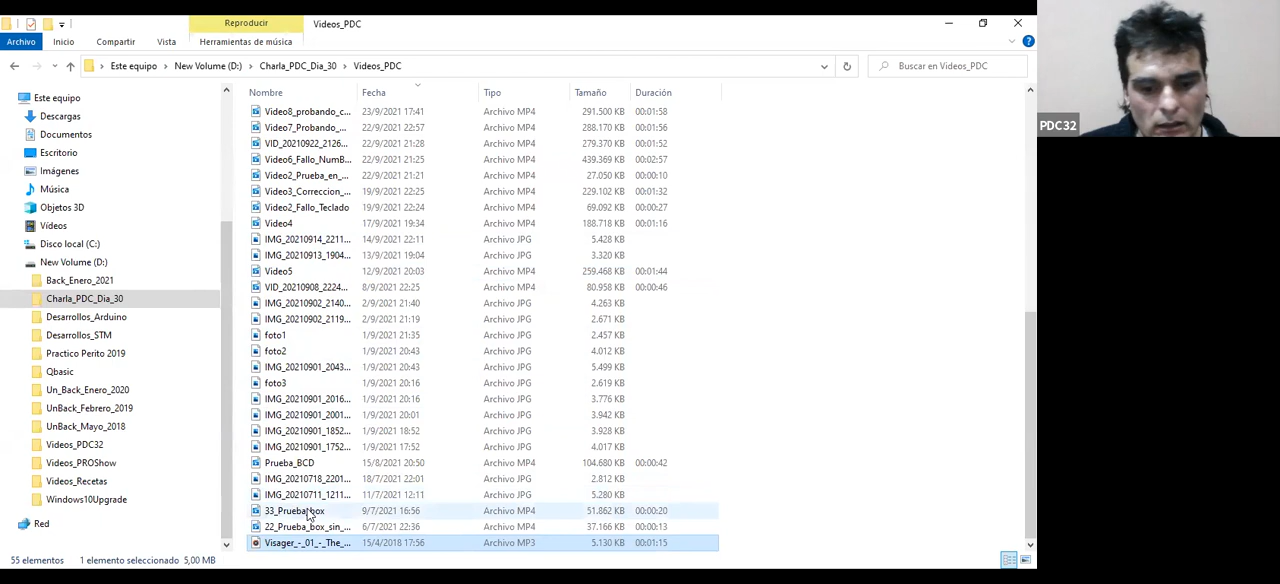 Reproducir
Videos_PDC
Archivo Inicio Compartir Vista Herramientas de música
Este equipo > New Volume (D:) > Charla_PDC_Dia_30 > Videos_PDC
Buscar en Videos_PDC
Este equipo
Descargas
Documentos
Escritorio
Imágenes
Música
Objetos 3D
Vídeos
Disco local (C:)
New Volume (D:)
Back_Enero_2021
Charla_PDC_Dia_30
Desarrollos_Arduino
Desarrollos_STM
Practico Perito 2019
Qbasic
Un_Back_Enero_2020
UnBack_Febrero_2019
UnBack_Mayo_2018
Videos_PDC32
Videos_PROShow
Videos_Recetas
Windows10Upgrade
Red
Nombre Fecha Tipo Tamaño Duración
Video8_probando_c... 23/9/2021 17:41 Archivo MP4 291.500 KB 00:01:58
Video7_Probando_... 22/9/2021 22:57 Archivo MP4 288.170 KB 00:01:56
VID_20210922_2126... 22/9/2021 21:28 Archivo MP4 279.370 KB 00:01:52
Video6_Fallo_NumB... 22/9/2021 21:25 Archivo MP4 439.369 KB 00:02:57
Video2_Prueba_en_... 22/9/2021 21:21 Archivo MP4 27.050 KB 00:00:10
Video3_Correccion_... 19/9/2021 22:25 Archivo MP4 229.102 KB 00:01:32
Video2_Fallo_Teclado 19/9/2021 22:24 Archivo MP4 69.092 KB 00:00:27
Video4 17/9/2021 19:34 Archivo MP4 188.718 KB 00:01:16
IMG_20210914_2211... 14/9/2021 22:11 Archivo JPG 5.428 KB
IMG_20210913_1904... 13/9/2021 19:04 Archivo JPG 3.320 KB
Video5 12/9/2021 20:03 Archivo MP4 259.468 KB 00:01:44
VID_20210908_2224... 8/9/2021 22:25 Archivo MP4 80.958 KB 00:00:46
IMG_20210902_2140... 2/9/2021 21:40 Archivo JPG 4.263 KB
IMG_20210902_2119... 2/9/2021 21:19 Archivo JPG 2.671 KB
foto1 1/9/2021 21:35 Archivo JPG 2.457 KB
foto2 1/9/2021 20:43 Archivo JPG 4.012 KB
IMG_20210901_2043... 1/9/2021 20:43 Archivo JPG 5.499 KB
foto3 1/9/2021 20:16 Archivo JPG 2.619 KB
IMG_20210901_2016... 1/9/2021 20:16 Archivo JPG 3.776 KB
IMG_20210901_2001... 1/9/2021 20:01 Archivo JPG 3.942 KB
IMG_20210901_1852... 1/9/2021 18:52 Archivo JPG 3.928 KB
IMG_20210901_1752... 1/9/2021 17:52 Archivo JPG 4.017 KB
Prueba_BCD 15/8/2021 20:50 Archivo MP4 104.680 KB 00:00:42
IMG_20210718_2201... 18/7/2021 22:01 Archivo JPG 2.812 KB
IMG_20210711_1211... 11/7/2021 12:11 Archivo JPG 5.280 KB
33_Prueba_box 9/7/2021 16:56 Archivo MP4 51.862 KB 00:00:20
22_Prueba_box_sin_... 6/7/2021 22:36 Archivo MP4 37.166 KB 00:00:13
Visager_-_01_-_The_... 15/4/2018 17:56 Archivo MP3 5.130 KB 00:01:15
55 elementos 1 elemento seleccionado 5,00 MB
PDC32